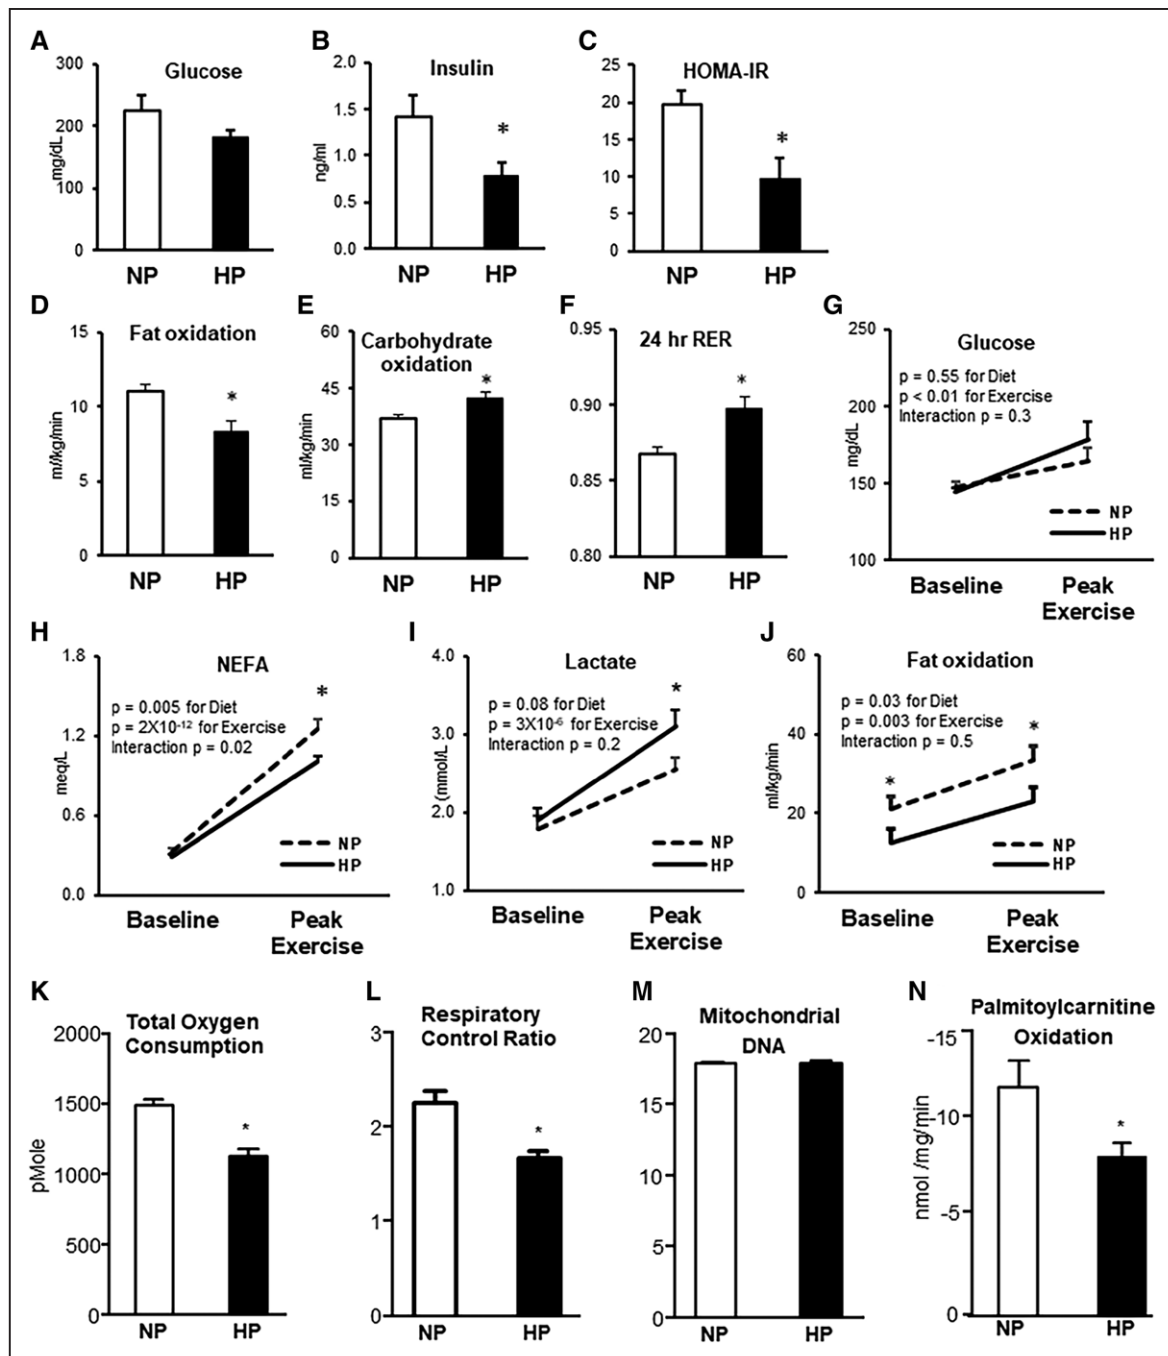 A
Glucose
300
200
100
0
mg/dL
NP HP
B
Insulin
2.0
1.5
1.0
0.5
0.0
ng/ml
*
NP HP
C
HOMA-IR
25
20
15
10
5
0
*
NP HP
D
Fat oxidation
15
10
5
0
ml/kg/min
*
NP HP
E
Carbohydrate
oxidation
60
45
30
15
0
ml/kg/min
*
NP HP
F
24 hr RER
0.95
0.90
0.85
0.80
*
NP HP
G
Glucose
250
200
150
100
mg/dL
p = 0.55 for Diet
p < 0.01 for Exercise
Interaction p = 0.3
NP
HP
Baseline Peak
Exercise
H
NEFA
1.8
1.2
0.6
0.0
meq/L
p = 0.005 for Diet
p = 2X10⁻¹² for Exercise
Interaction p = 0.02
*
NP
HP
Baseline Peak
Exercise
I
Lactate
4.0
3.0
2.0
1.0
(mmol/L
p = 0.08 for Diet
p = 3X10⁻⁶ for Exercise
Interaction p = 0.2
*
NP
HP
Baseline Peak
Exercise
J
Fat oxidation
60
40
20
0
ml/kg/min
p = 0.03 for Diet
p = 0.003 for Exercise
Interaction p = 0.5
*
*
NP
HP
Baseline Peak
Exercise
K
Total Oxygen
Consumption
2000
1500
1000
500
0
pMole
*
NP HP
L
Respiratory
Control Ratio
3
2
1
0
*
NP HP
M
Mitochondrial
DNA
20
15
10
5
0
NP HP
N
Palmitoylcarnitine
Oxidation
-15
-10
-5
0
nmol /mg/min
*
NP HP